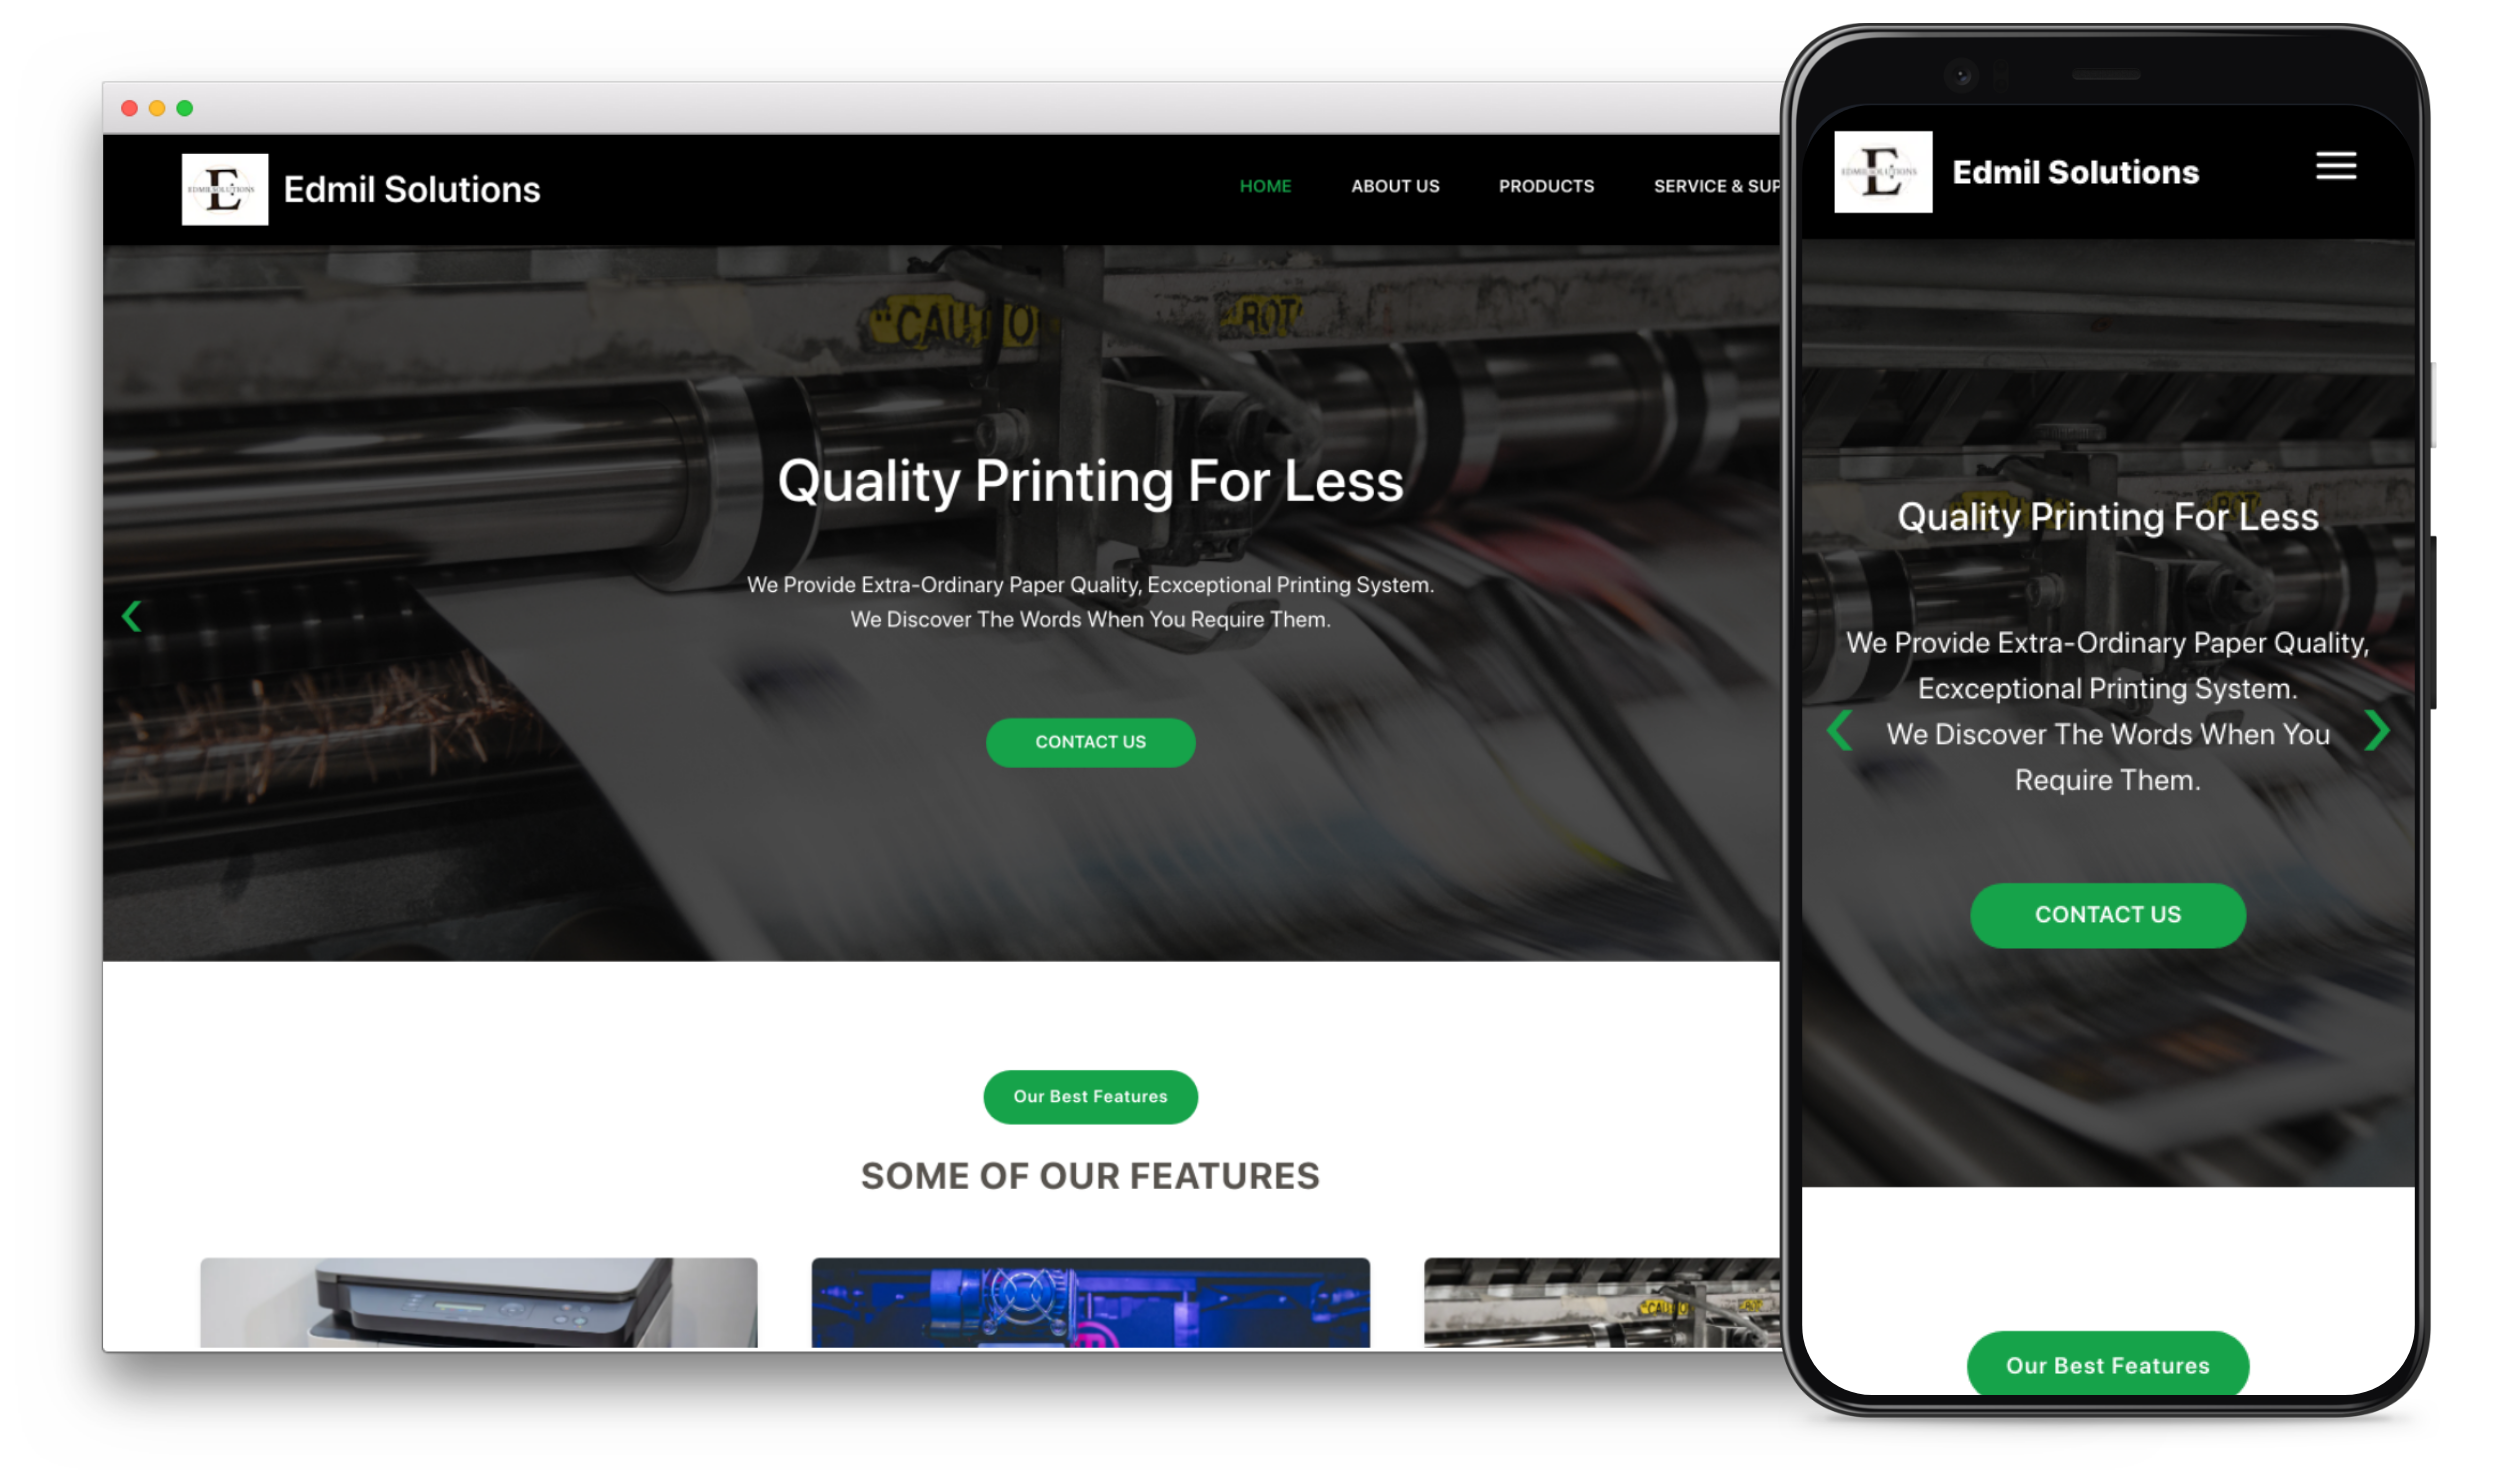 E
EDMIL SOLUTIONS
Edmil Solutions
HOME
ABOUT US
PRODUCTS
SERVICE & SUP
"CAUTIO
ROT
Quality Printing For Less
We Provide Extra-Ordinary Paper Quality, Ecxceptional Printing System.
We Discover The Words When You Require Them.
CONTACT US
Our Best Features
SOME OF OUR FEATURES
E
EDMIL SOLUTIONS
Edmil Solutions
Quality Printing For Less
We Provide Extra-Ordinary Paper Quality,
Ecxceptional Printing System.
We Discover The Words When You
Require Them.
CONTACT US
Our Best Features